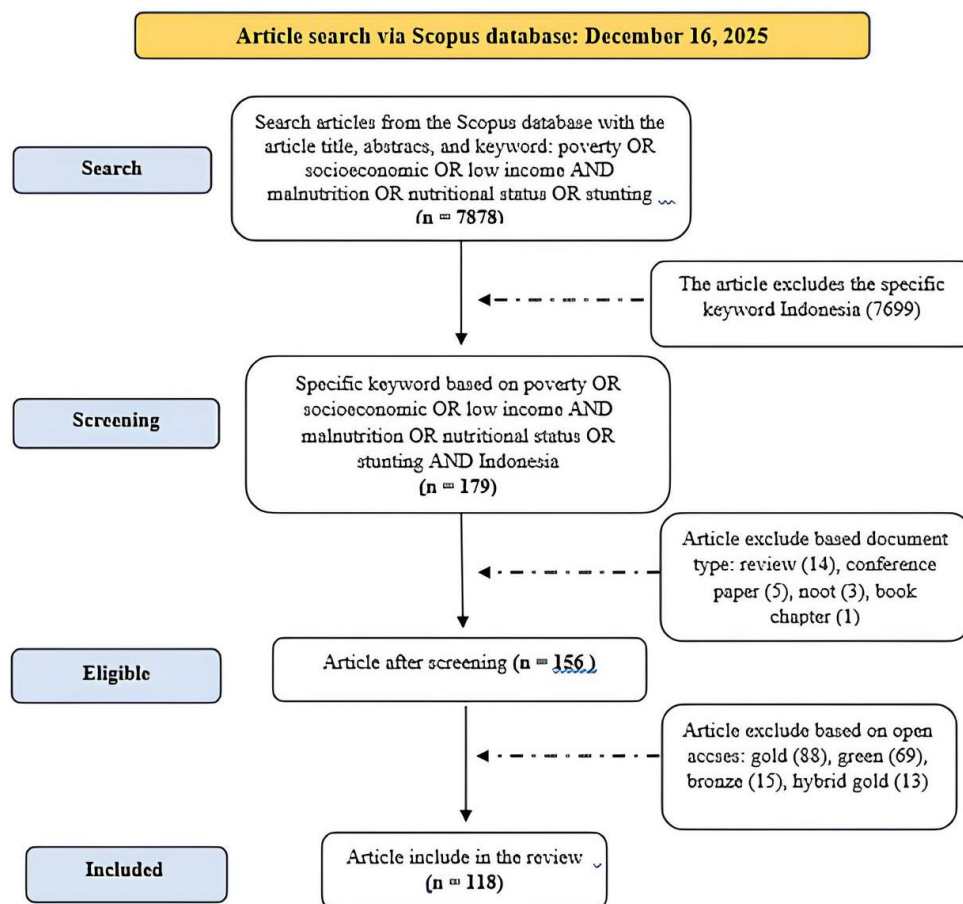 Article search via Scopus database: December 16, 2025
Search articles from the Scopus database with the
article title, abstracs, and keyword: poverty OR
socioeconomic OR low income AND
malnutrition OR nutritional status OR stunting
(n = 7878)
Search
The article excludes the specific
keyword Indonesia (7699)
Specific keyword based on poverty OR
socioeconomic OR low income AND
malnutrition OR nutritional status OR
stunting AND Indonesia
(n = 179)
Screening
Article exclude based document
type: review (14), conference
paper (5), noot (3), book
chapter (1)
Article after screening (n = 156 )
Eligible
Article exclude based on open
accses: gold (88), green (69),
bronze (15), hybrid gold (13)
Article include in the review
(n = 118)
Included